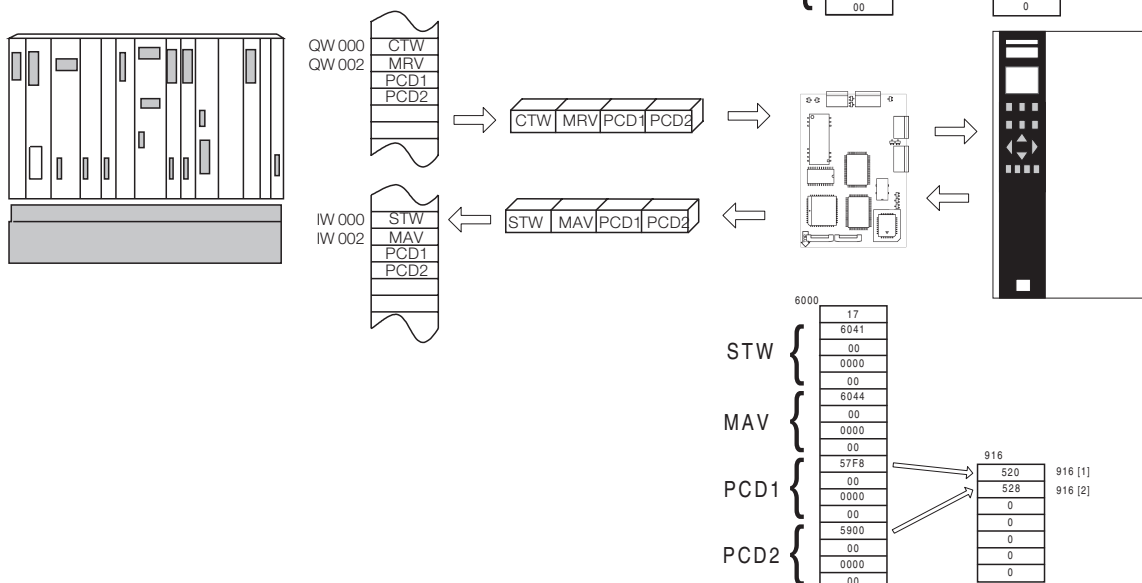 00
0
QW 000 CTW
QW 002 MRV
PCD1
PCD2
CTW MRV PCD1 PCD2
IW 000 STW
IW 002 MAV
PCD1
PCD2
STW MAV PCD1 PCD2
6000
17
STW
6041
00
0000
00
MAV
6044
00
0000
00
PCD1
57F8
00
0000
00
PCD2
5900
00
0000
00
916
520 916 [1]
528 916 [2]
0
0
0
0
0